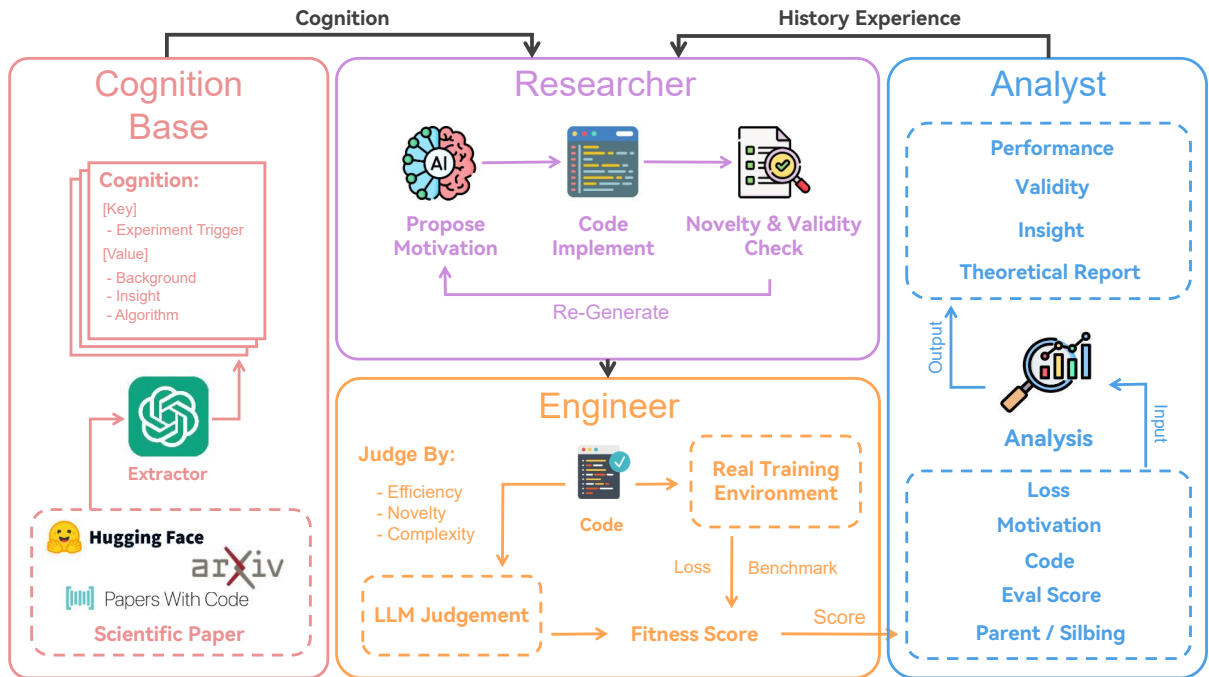 Cognition
History Experience
Cognition
Base
Cognition:
[Key]
- Experiment Trigger
[Value]
- Background
- Insight
- Algorithm
Extractor
Hugging Face
arXiv
Papers With Code
Scientific Paper
Researcher
AI
Propose
Motivation
Code
Implement
Novelty & Validity
Check
Re-Generate
Engineer
Judge By:
- Efficiency
- Novelty
- Complexity
Code
Real Training
Environment
Loss
Benchmark
LLM Judgement
Fitness Score
Score
Analyst
Performance
Validity
Insight
Theoretical Report
Output
Analysis
Input
Loss
Motivation
Code
Eval Score
Parent / Silbing